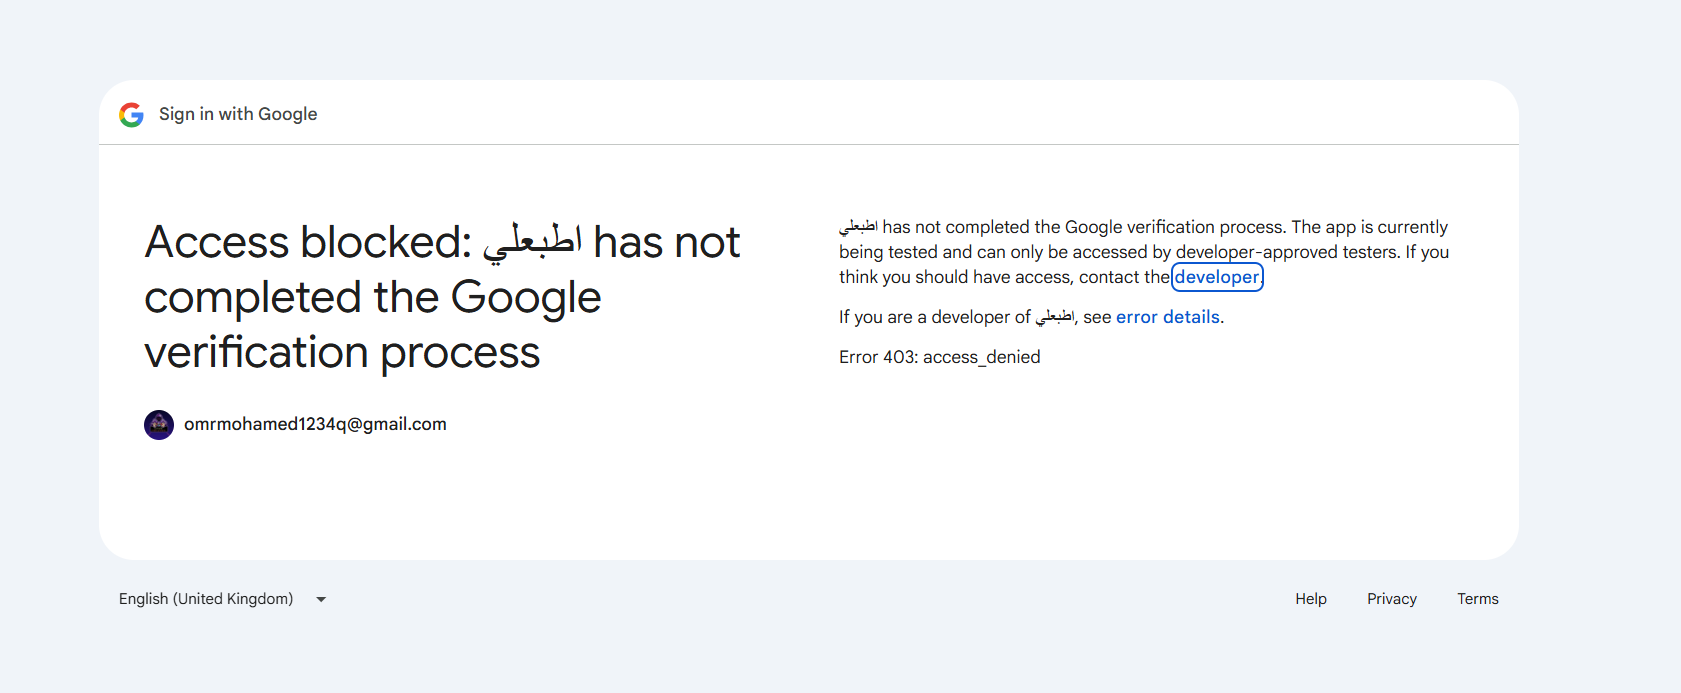 Sign in with Google
Access blocked: اطبعلي has not
completed the Google
verification process
omrmohamed1234q@gmail.com
اطبعلي has not completed the Google verification process. The app is currently
being tested and can only be accessed by developer-approved testers. If you
think you should have access, contact the developer.
If you are a developer of اطبعلي, see error details.
Error 403: access_denied
English (United Kingdom)
Help
Privacy
Terms